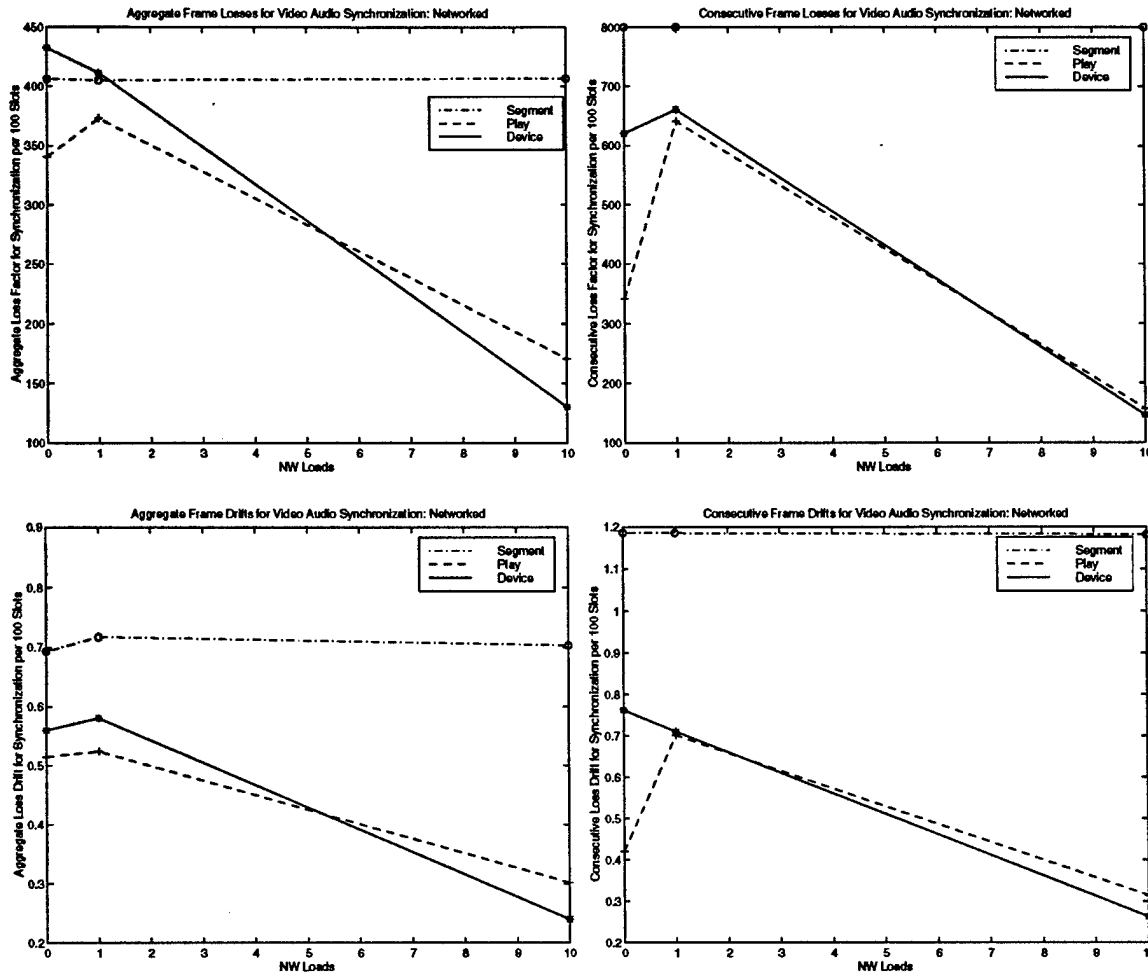 Aggregate Frame Losses for Video Audio Synchronization: Networked
450
400
350
300
250
200
150
100
Aggregate Loss Factor for Synchronization per 100 Slots
Segment
Play
Device
0 1 2 3 4 5 6 7 8 9 10
NW Loads
Consecutive Frame Losses for Video Audio Synchronization: Networked
800
700
600
500
400
300
200
100
Consecutive Loss Factor for Synchronization per 100 Slots
Segment
Play
Device
0 1 2 3 4 5 6 7 8 9 10
NW Loads
Aggregate Frame Drifts for Video Audio Synchronization: Networked
0.9
0.8
0.7
0.6
0.5
0.4
0.3
0.2
Aggregate Loss Drift for Synchronization per 100 Slots
Segment
Play
Device
0 1 2 3 4 5 6 7 8 9 10
NW Loads
Consecutive Frame Drifts for Video Audio Synchronization: Networked
1.2
1.1
1
0.9
0.8
0.7
0.6
0.5
0.4
0.3
0.2
Consecutive Loss Drift for Synchronization per 100 Slots
Segment
Play
Device
0 1 2 3 4 5 6 7 8 9 10
NW Loads